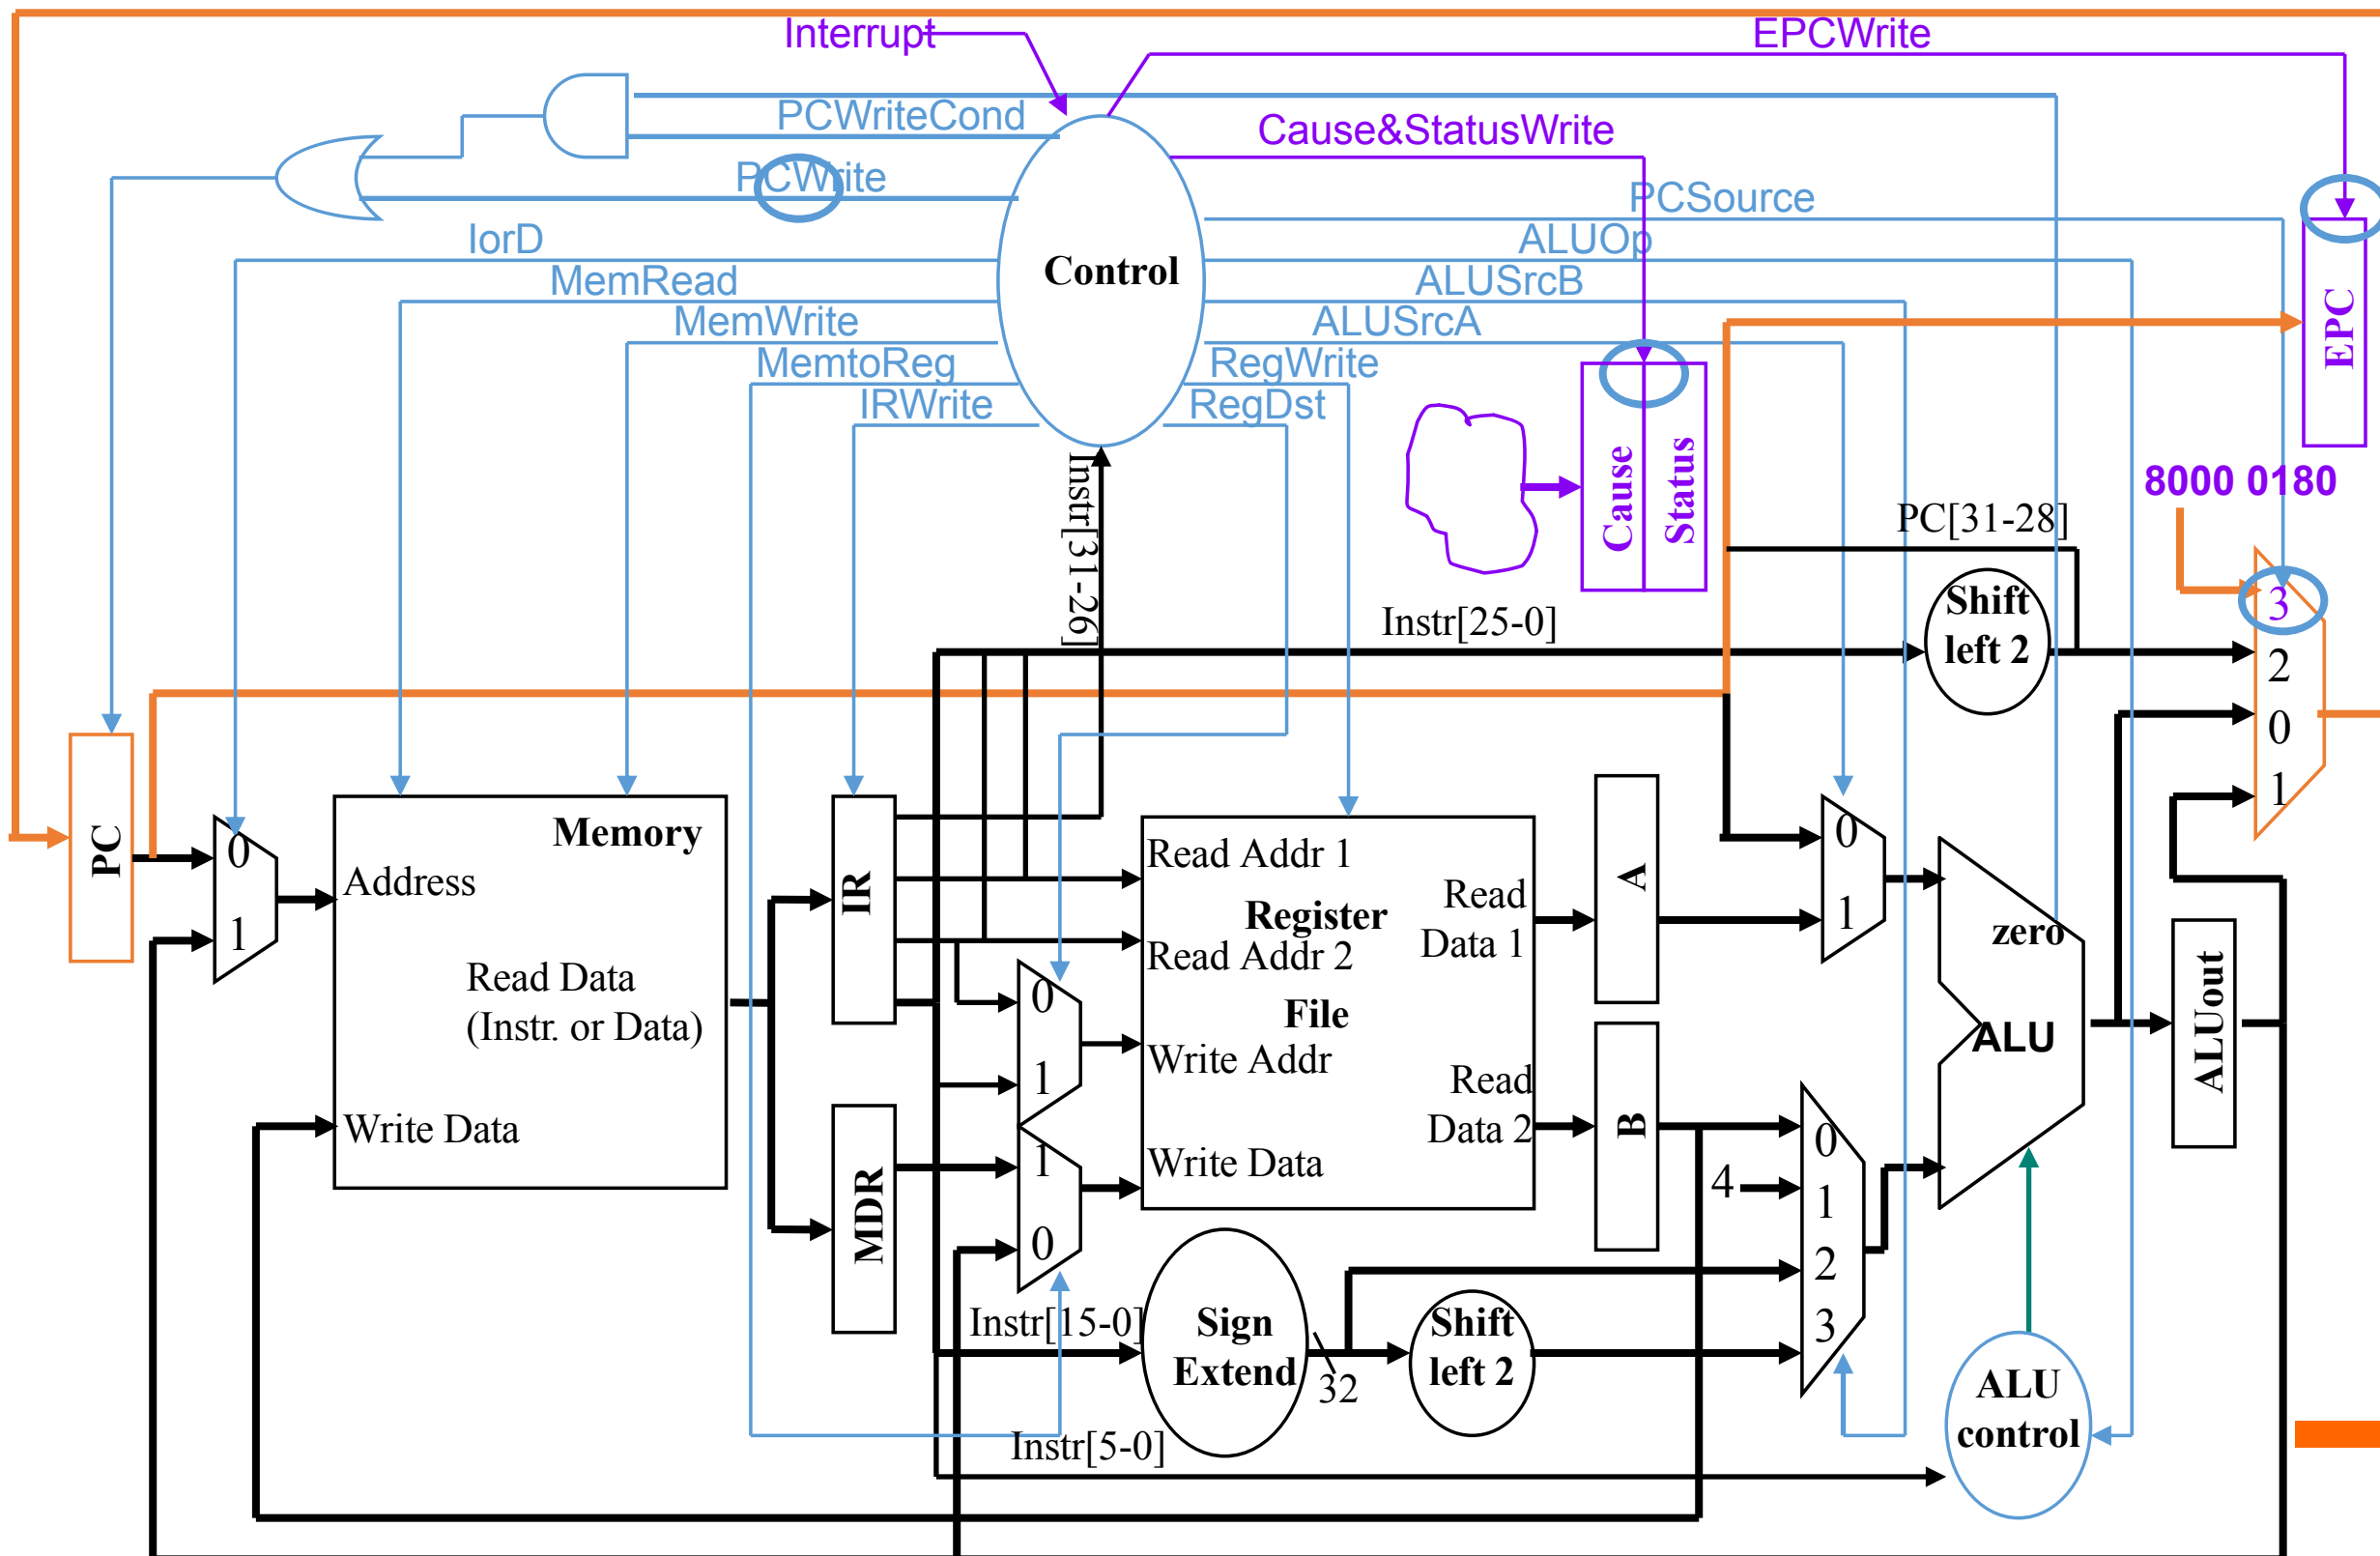 Interrupt
EPCWrite
PCWriteCond
Cause&StatusWrite
PCWrite
PCSource
IorD
ALUOp
Control
MemRead
ALUSrcB
MemWrite
ALUSrcA
MemtoReg
RegWrite
IRWrite
RegDst
EPC
Cause
Status
8000 0180
Instr[31-26]
PC[31-28]
Instr[25-0]
Shift
left 2
3
2
0
1
PC
0
1
Memory
Address
Read Data
(Instr. or Data)
Write Data
IR
MDR
0
1
1
0
Read Addr 1
Register
Read Addr 2
File
Write Addr
Write Data
Read
Data 1
Read
Data 2
A
B
0
1
4
0
1
2
3
zero
ALU
ALUout
Instr[15-0]
Sign
Extend
32
Shift
left 2
Instr[5-0]
ALU
control